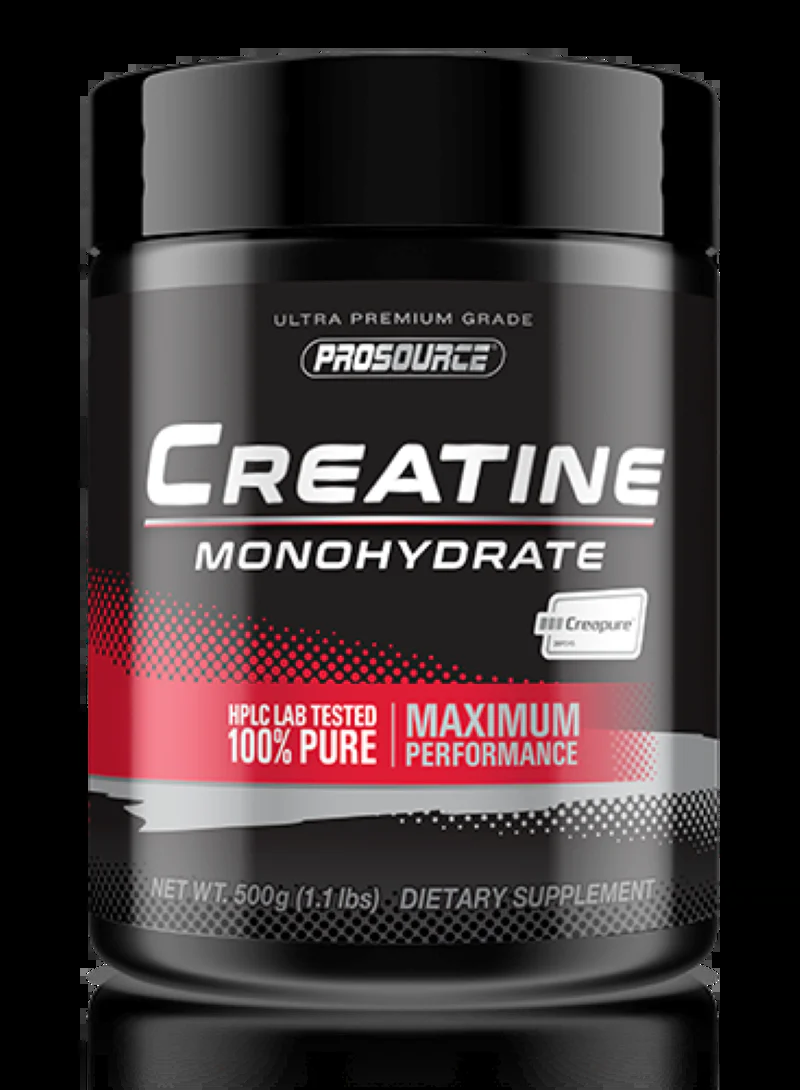 ULTRA PREMIUM GRADE
PROSOURCE
CREATINE
MONOHYDRATE
Creapure
HPLC LAB TESTED
100% PURE
MAXIMUM
PERFORMANCE
NET WT. 500g (1.1 lbs) DIETARY SUPPLEMENT